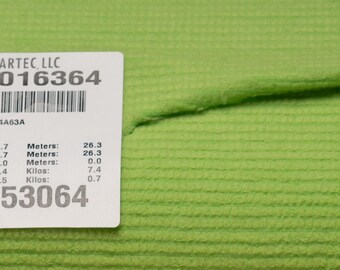 ARTEC, LLC
016364
4A63A
.7 Meters: 26.3
.7 Meters: 26.3
.0 Meters: 0.0
.4 Kilos: 7.4
.5 Kilos: 0.7
53064